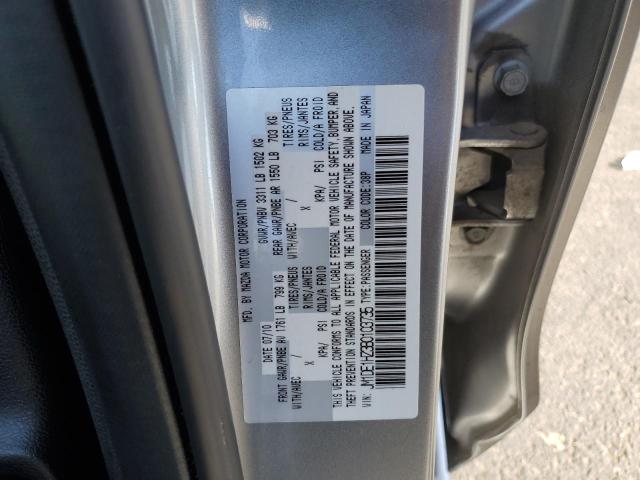 MFD. BY MAZDA MOTOR CORPORATION
DATE 07/10 GVWR/PNBV 3311 LB 1502 KG
FRONT GAWR/PNBE AV 1761 LB 799 KG REAR GAWR/PNBE AR 1550 LB 703 KG
WITH/AVEC TIRES/PNEUS WITH/AVEC TIRES/PNEUS
/ X RIMS/JANTES / X RIMS/JANTES
KPA/ PSI COLD/A FROID KPA/ PSI COLD/A FROID
THIS VEHICLE CONFORMS TO ALL APPLICABLE FEDERAL MOTOR VEHICLE SAFETY, BUMPER, AND
THEFT PREVENTION STANDARDS IN EFFECT ON THE DATE OF MANUFACTURE SHOWN ABOVE.
VIN: JM1DE1HZ3B0103735 TYPE:PASSENGER COLOR CODE:38P MADE IN JAPAN